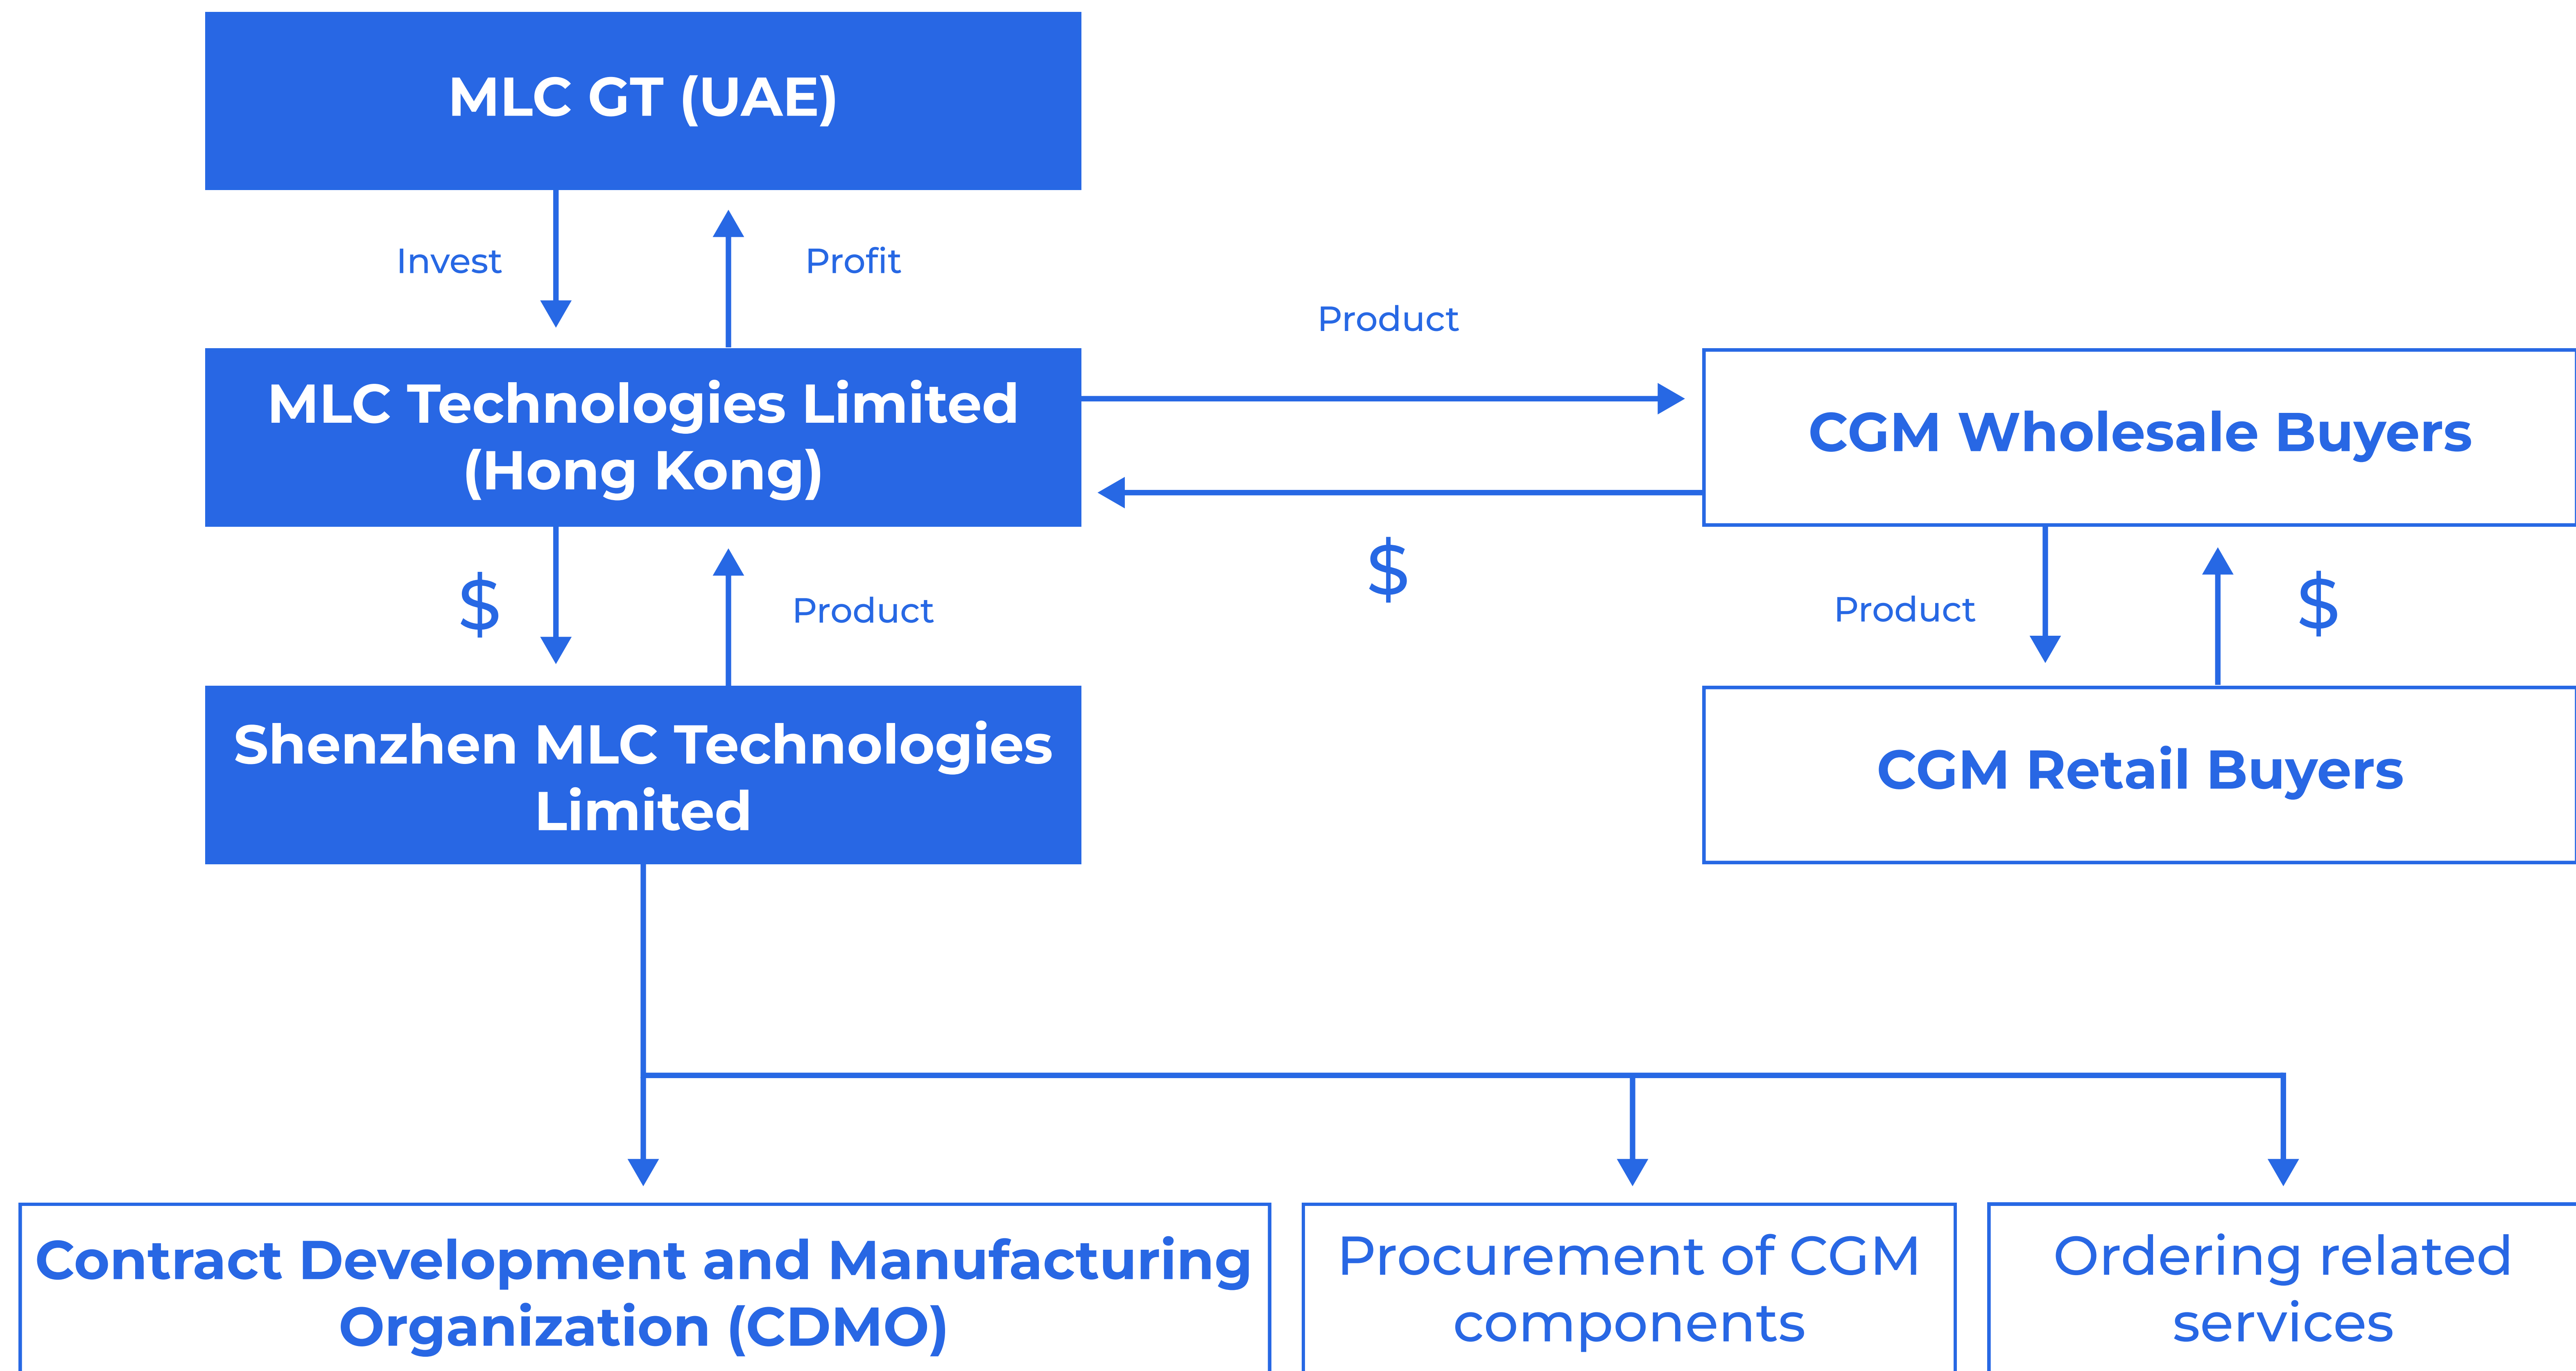 MLC GT (UAE)
Invest
Profit
Product
MLC Technologies Limited
(Hong Kong)
CGM Wholesale Buyers
$
$
Product
Product
$
Shenzhen MLC Technologies
Limited
CGM Retail Buyers
Contract Development and Manufacturing
Organization (CDMO)
Procurement of CGM
components
Ordering related
services